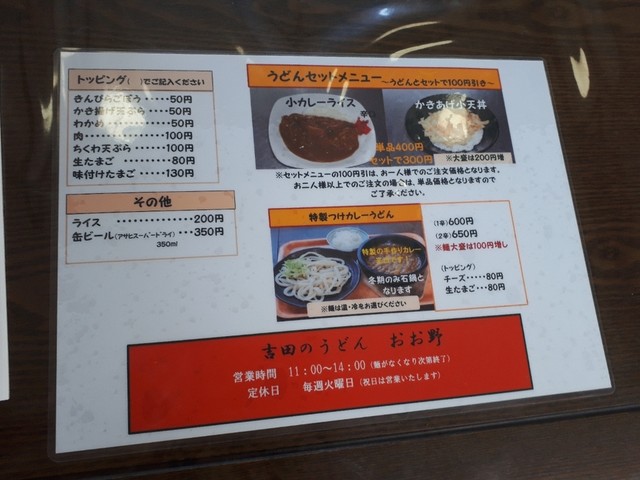 トッピング(　)でご記入ください
きんぴらごぼう・・・・・50円
かき揚げ天ぷら・・・・50円
わかめ・・・・・・・・・・50円
肉・・・・・・・・・・・・100円
ちくわ天ぷら・・・・・100円
生たまご・・・・・・・・80円
味付けたまご・・・・・130円
その他
ライス・・・・・・・・・・・・200円
缶ビール(アサヒスーパードライ)・・・350円
350ml
うどんセットメニュー～うどんとセットで100円引き～
小カレーライス
辛
かきあげ小天丼
単品400円
セットで300円
※大盛は200円増
※セットメニューの100円引は、お一人様でのご注文価格となります。
お二人様以上でのご注文の場合は、単品価格となりますので
ご了承ください。
特製つけカレーうどん
特製の手作りカレー
冬期のみ石鍋と
なります
※麺は温・冷をお選びください
(1辛)600円
(2辛)650円
※麺大盛は100円増し
(トッピング)
チーズ・・・・・80円
生たまご・・・80円
吉田のうどん　おお野
営業時間　11：00～14：00(麺がなくなり次第終了)
定休日　毎週火曜日(祝日は営業いたします)